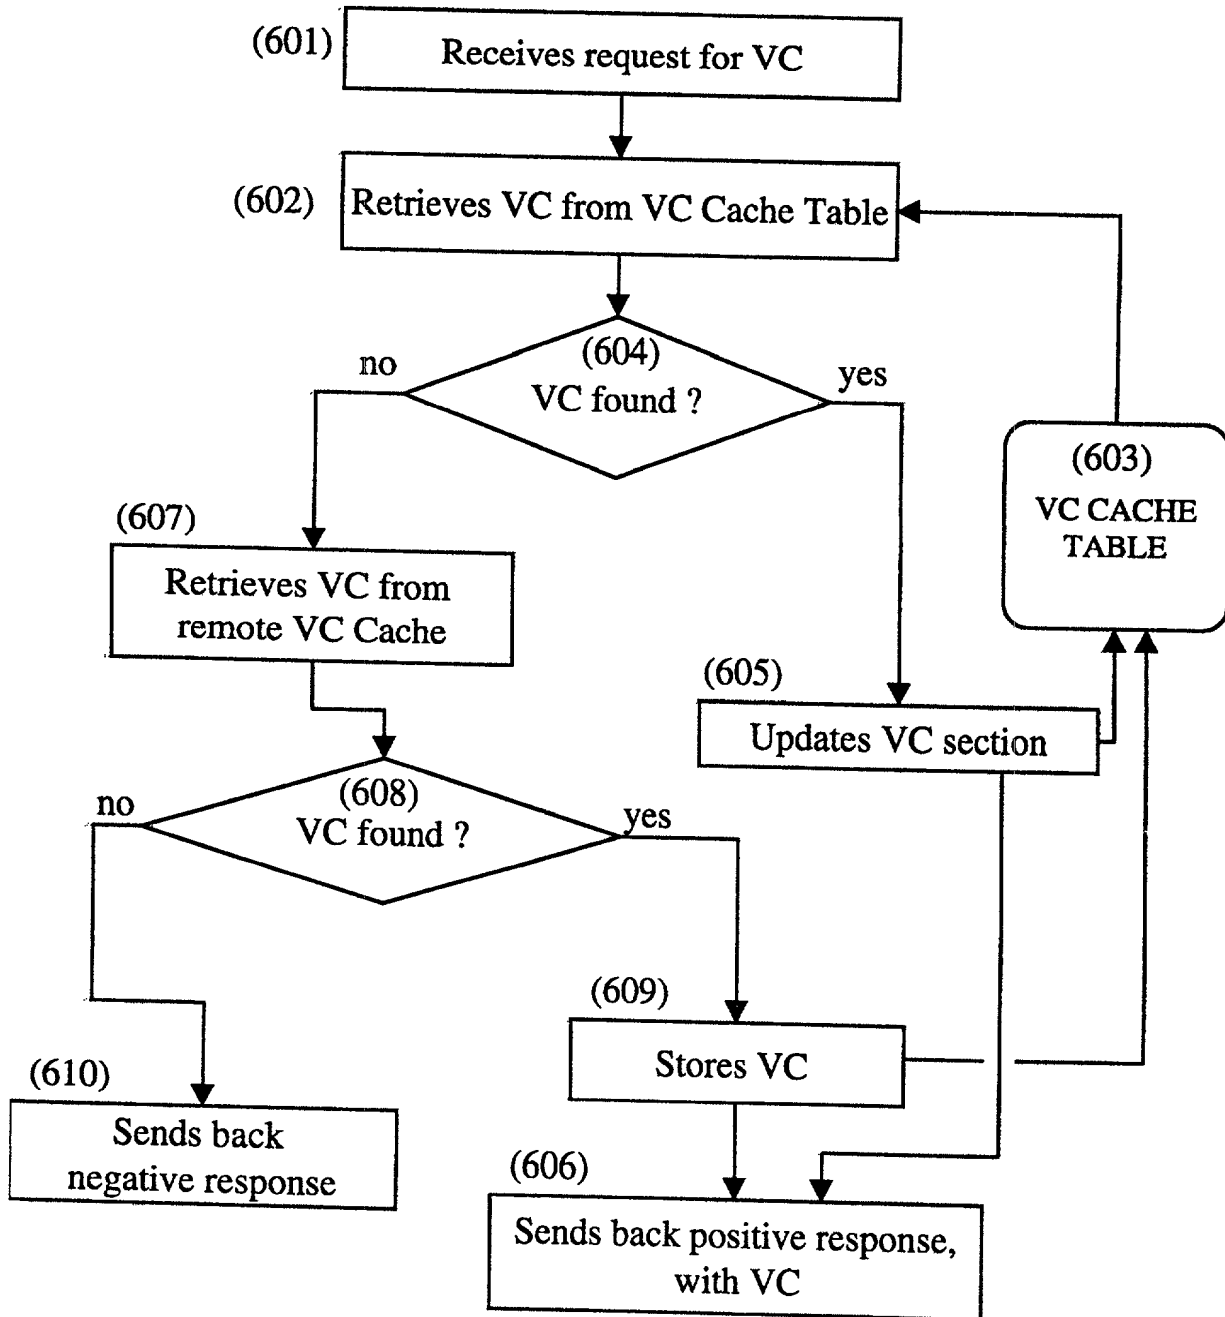 (601)
Receives request for VC
(602)
Retrieves VC from VC Cache Table
(604)
no
yes
VC found ?
(603)
VC CACHE
TABLE
(607)
Retrieves VC from
remote VC Cache
(605)
Updates VC section
(608)
no
yes
VC found ?
(609)
Stores VC
(610)
Sends back
negative response
(606)
Sends back positive response,
with VC